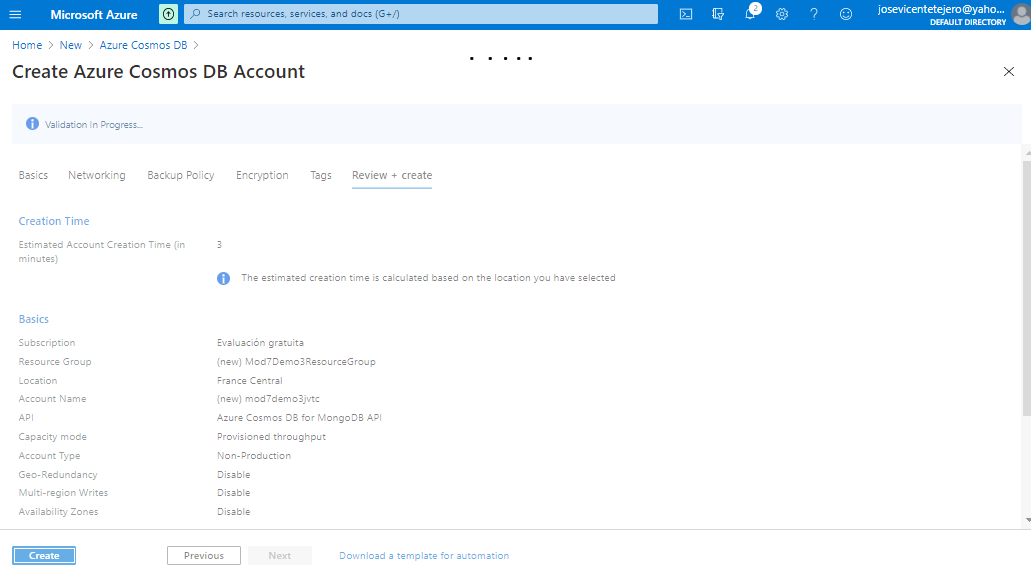 Microsoft Azure
Search resources, services, and docs (G+/)
2
josevicentetejero@yaho...
DEFAULT DIRECTORY
Home > New > Azure Cosmos DB >
Create Azure Cosmos DB Account
Validation In Progress...
Basics Networking Backup Policy Encryption Tags Review + create
Creation Time
Estimated Account Creation Time (in 3
minutes)
The estimated creation time is calculated based on the location you have selected
Basics
Subscription Evaluación gratuita
Resource Group (new) Mod7Demo3ResourceGroup
Location France Central
Account Name (new) mod7demo3jvtc
API Azure Cosmos DB for MongoDB API
Capacity mode Provisioned throughput
Account Type Non-Production
Geo-Redundancy Disable
Multi-region Writes Disable
Availability Zones Disable
Create Previous Next Download a template for automation